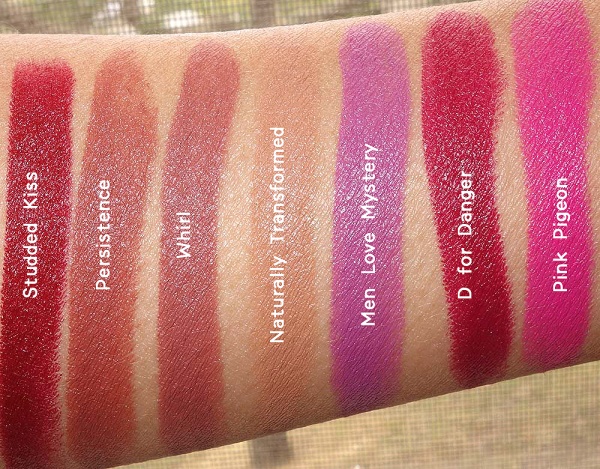 Studded Kiss
Persistence
Whirl
Naturally Transformed
Men Love Mystery
D for Danger
Pink Pigeon